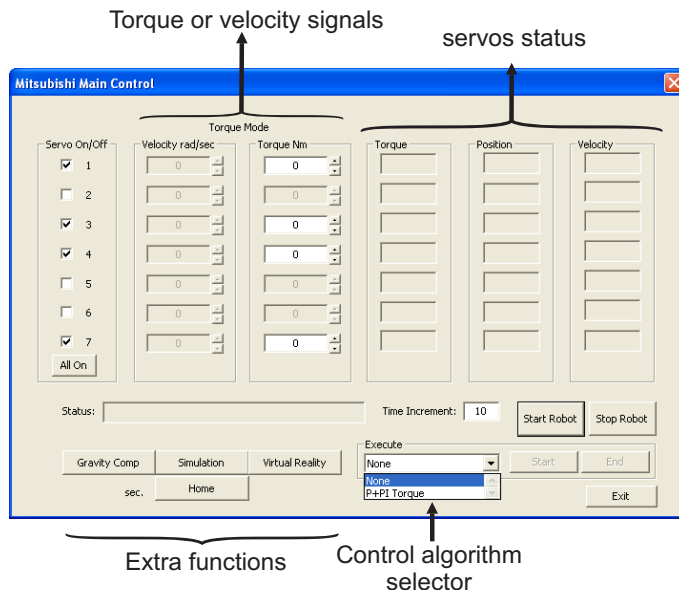 Torque or velocity signals
servos status
Mitsubishi Main Control
Torque Mode
Servo On/Off Velocity rad/sec Torque Nm Torque Position Velocity
1 0 0
2 0 0
3 0 0
4 0 0
5 0 0
6 0 0
7 0 0
All On
Status: Time Increment: 10 Start Robot Stop Robot
Execute
Gravity Comp Simulation Virtual Reality None Start End
None
sec. Home P+PI Torque Exit
Extra functions
Control algorithm
selector